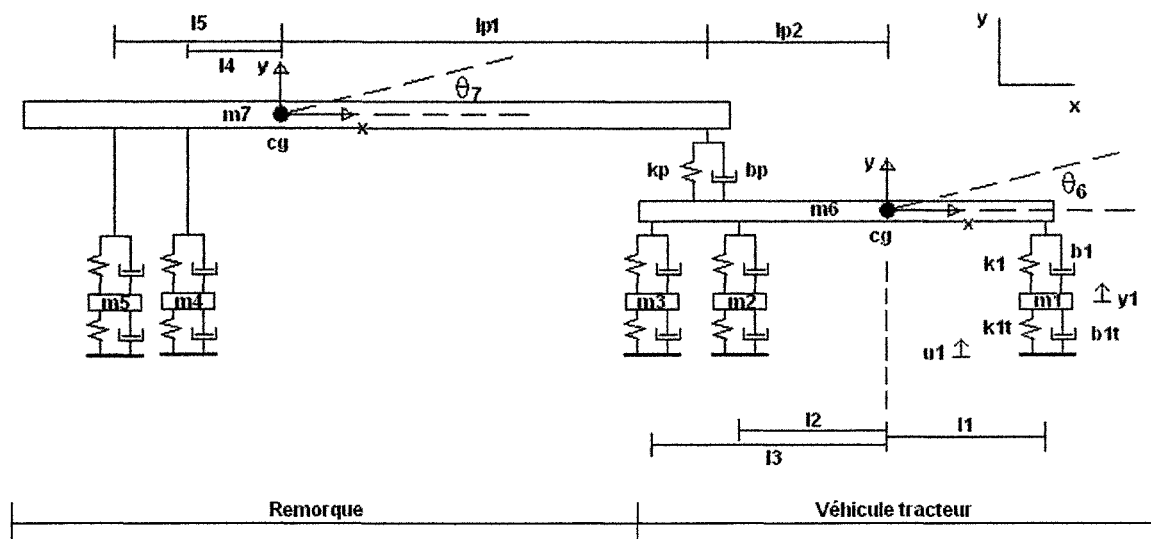 l5
lp1
lp2
y
l4
y
θ7
m7
x
x
cg
kp
bp
y
θ6
m6
x
cg
k1
b1
m5
m4
m3
m2
m1
y1
k1t
b1t
u1
l2
l1
l3
Remorque
Véhicule tracteur